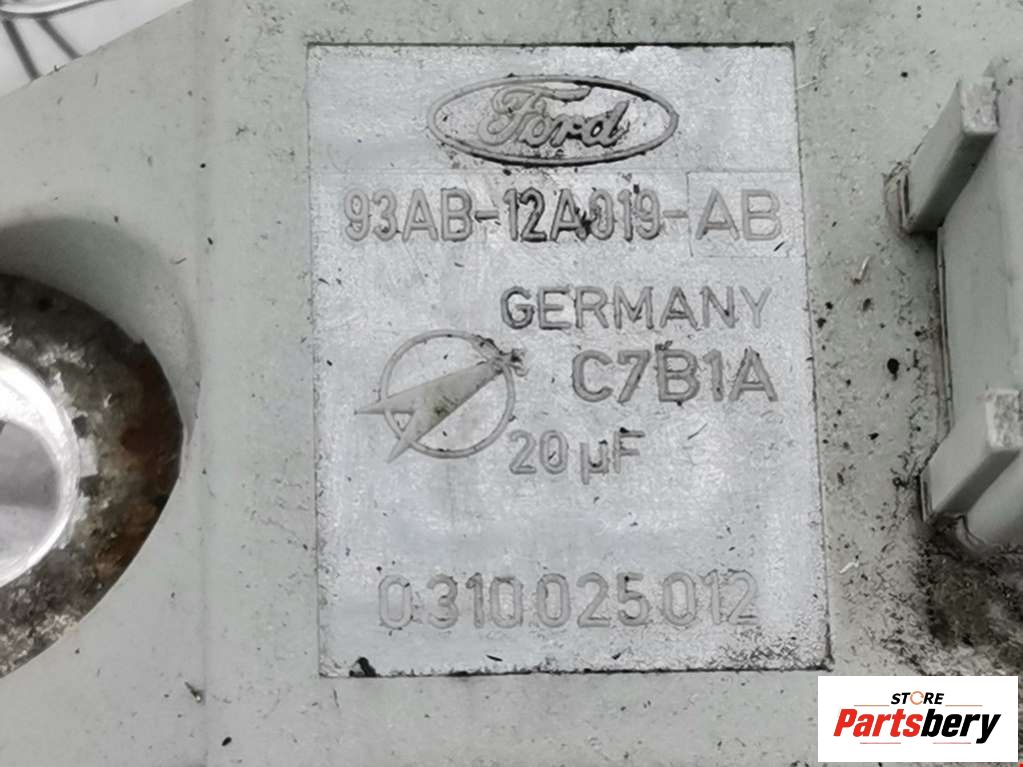 Ford
93AB-12A019-AB
GERMANY
C7B1A
20 µF
0310025012
STORE
Partsbery